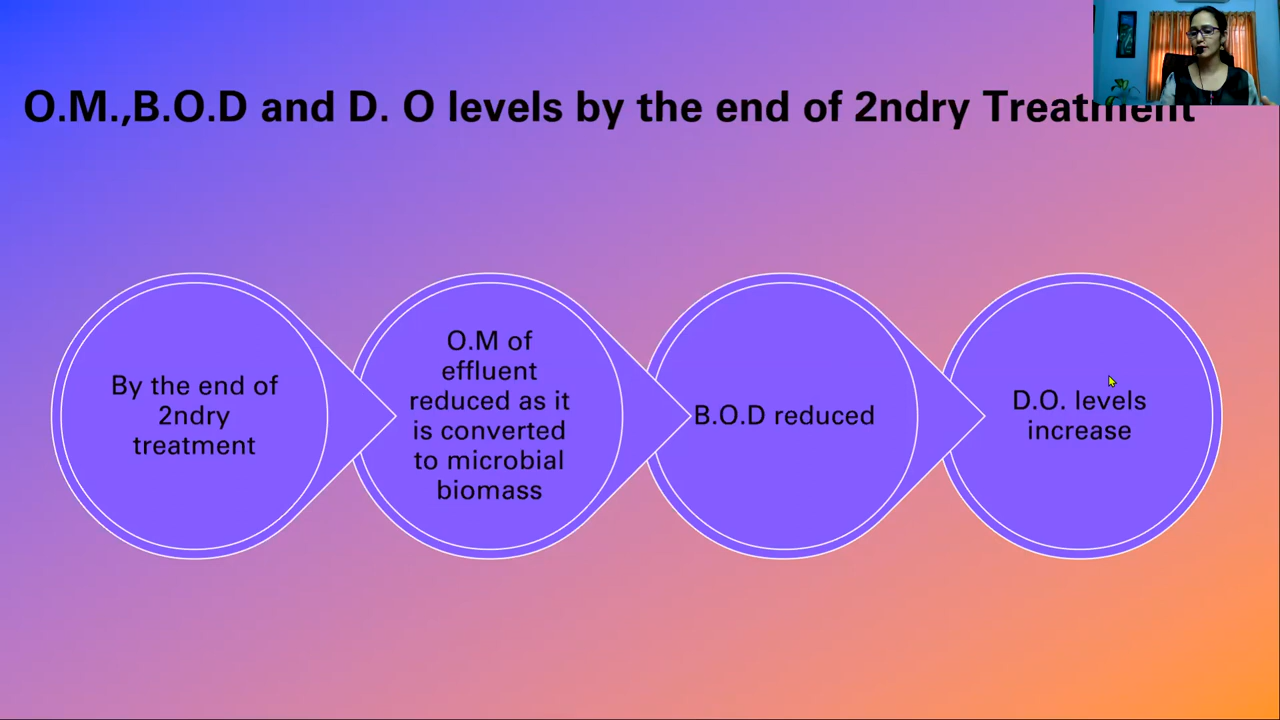 O.M.,B.O.D and D. O levels by the end of 2ndry Treatment
By the end of
2ndry
treatment
O.M of
effluent
reduced as it
is converted
to microbial
biomass
B.O.D reduced
D.O. levels
increase